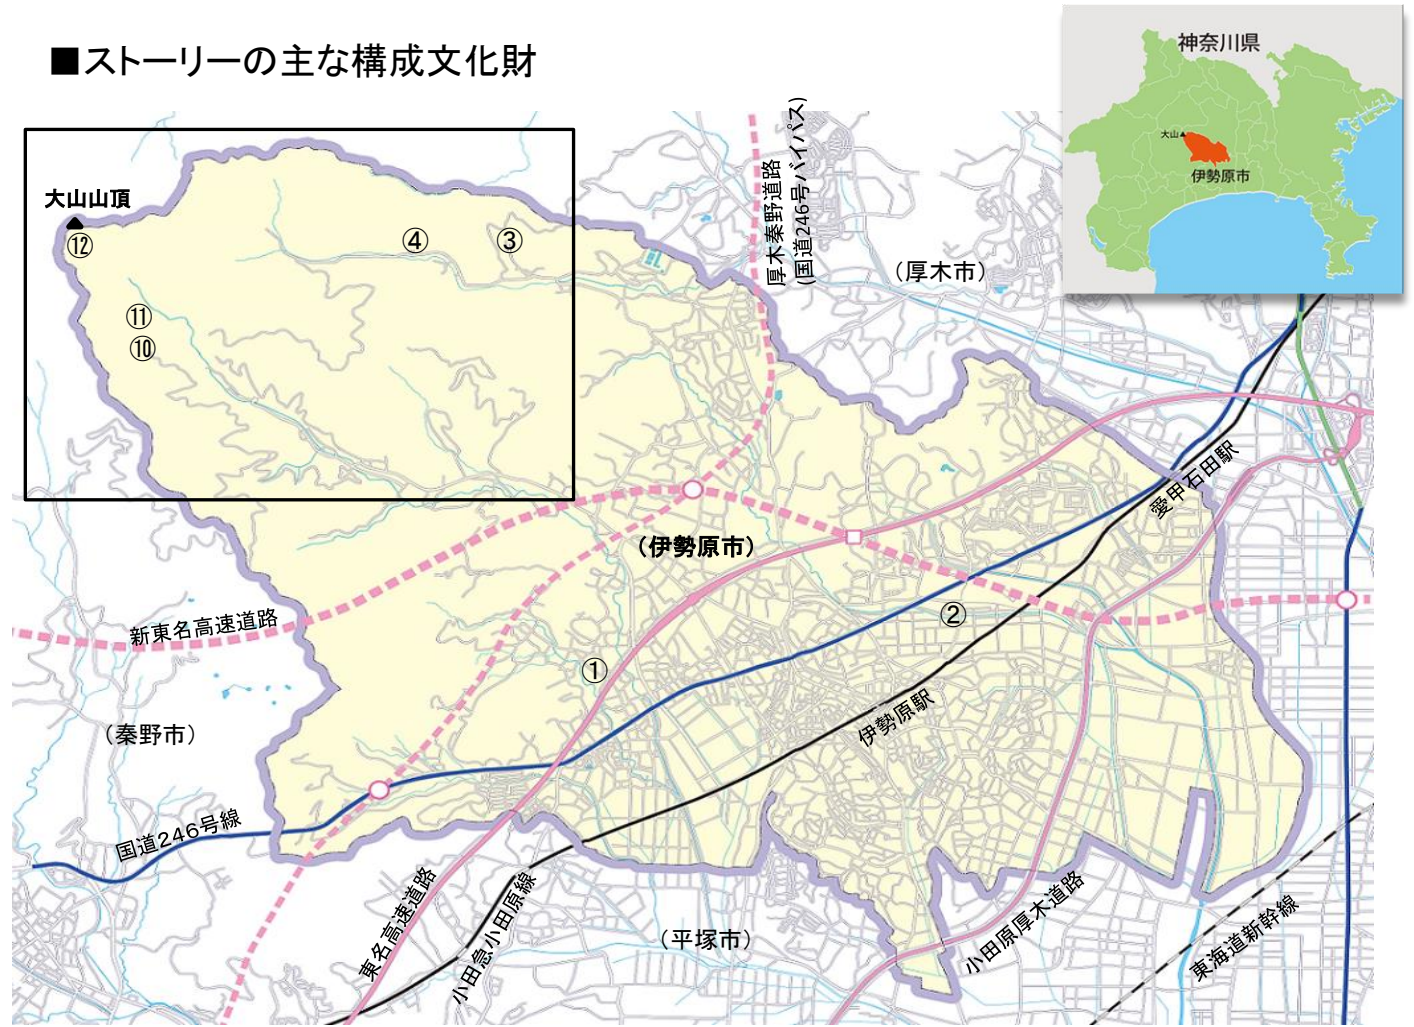 ■ストーリーの主な構成文化財
神奈川県
大山▲
伊勢原市
大山山頂
⑫
④
③
⑪
⑩
厚木秦野道路
(国道246号バイパス)
(厚木市)
愛甲石田駅
(伊勢原市)
新東名高速道路
②
①
伊勢原駅
(秦野市)
国道246号線
東名高速道路
小田急小田原線
(平塚市)
小田原厚木道路
東海道新幹線